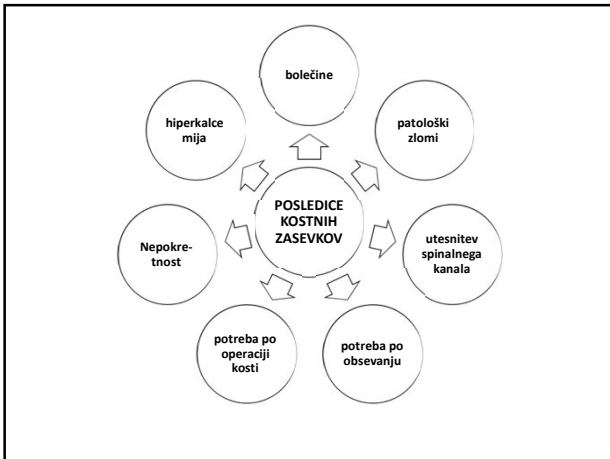 bolečine
patološki
zlomi
utesnitev
spinalnega
kanala
potreba po
obsevanju
potreba po
operaciji
kosti
Nepokre-
tnost
hiperkalce
mija
POSLEDICE
KOSTNIH
ZASEVKOV